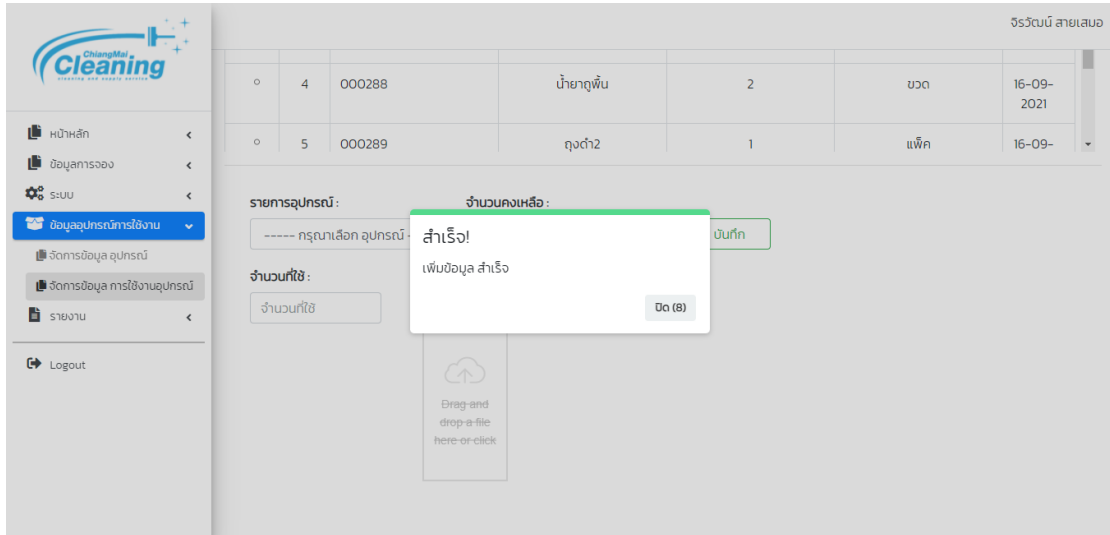 จิรวัฒน์ สายเสมอ
ChiangMai
Cleaning
cleaning and supply service
หน้าหลัก
ข้อมูลการจอง
ระบบ
ข้อมูลอุปกรณ์การใช้งาน
จัดการข้อมูล อุปกรณ์
จัดการข้อมูล การใช้งานอุปกรณ์
รายงาน
Logout
4 000288 น้ำยาถูพื้น 2 ขวด 16-09-
2021
5 000289 ถุงดำ2 1 แพ็ค 16-09-
รายการอุปกรณ์ : จำนวนคงเหลือ :
----- กรุณาเลือก อุปกรณ์ - บันทึก
จำนวนที่ใช้ :
จำนวนที่ใช้
สำเร็จ!
เพิ่มข้อมูล สำเร็จ
ปิด (8)
Drag and
drop a file
here or click